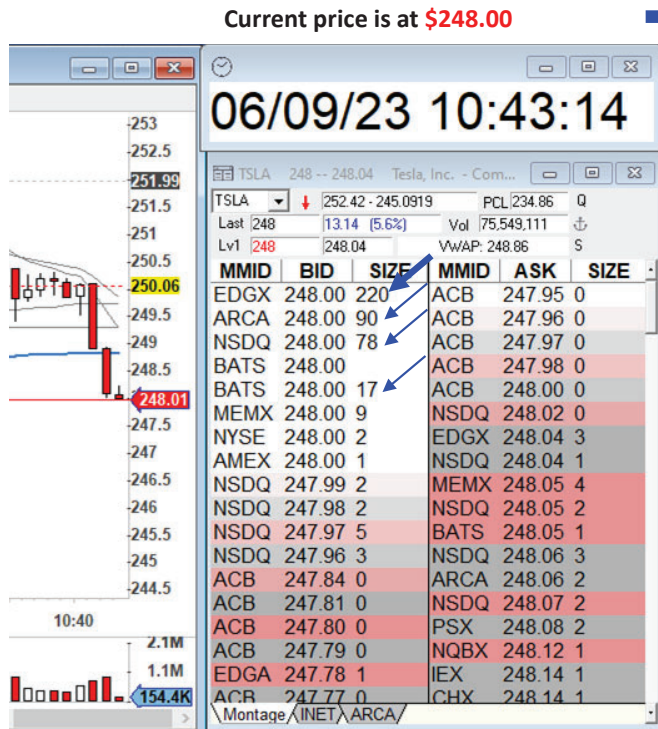 Current price is at $248.00
06/09/23 10:43:14
253
252.5
251.99
251.5
251
250.5
250.06
249.5
249
248.5
248.01
247.5
247
246.5
246
245.5
245
244.5
10:40
2.1M
1.1M
154.4K
TSLA 248 -- 248.04 Tesla, Inc. - Com...
TSLA 252.42 - 245.0919 PCL 234.86 Q
Last 248 13.14 (5.6%) Vol 75,549,111
Lv1 248 248.04 VWAP: 248.86 S
MMID BID SIZE MMID ASK SIZE
EDGX 248.00 220 ACB 247.95 0
ARCA 248.00 90 ACB 247.96 0
NSDQ 248.00 78 ACB 247.97 0
BATS 248.00 ACB 247.98 0
BATS 248.00 17 ACB 248.00 0
MEMX 248.00 9 NSDQ 248.02 0
NYSE 248.00 2 EDGX 248.04 3
AMEX 248.00 1 NSDQ 248.04 1
NSDQ 247.99 2 MEMX 248.05 4
NSDQ 247.98 2 NSDQ 248.05 2
NSDQ 247.97 5 BATS 248.05 1
NSDQ 247.96 3 NSDQ 248.06 3
ACB 247.84 0 ARCA 248.06 2
ACB 247.81 0 NSDQ 248.07 2
ACB 247.80 0 PSX 248.08 2
ACB 247.79 0 NQBX 248.12 1
EDGA 247.78 1 IEX 248.14 1
ACB 247.77 0 CHX 248.14 1
Montage INET ARCA